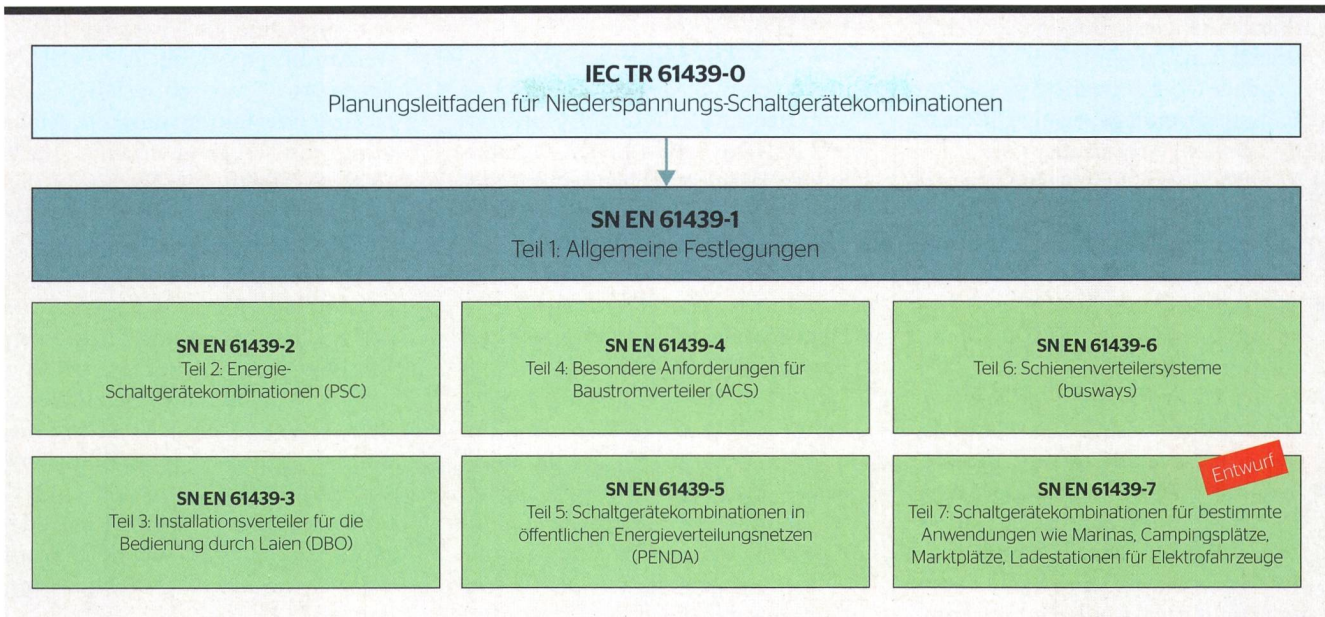 IEC TR 61439-0
Planungsleitfaden für Niederspannungs-Schaltgerätekombinationen
SN EN 61439-1
Teil 1: Allgemeine Festlegungen
SN EN 61439-2
Teil 2: Energie-
Schaltgerätekombinationen (PSC)
SN EN 61439-4
Teil 4: Besondere Anforderungen für
Baustromverteiler (ACS)
SN EN 61439-6
Teil 6: Schienenverteilersysteme
(busways)
SN EN 61439-3
Teil 3: Installationsverteiler für die
Bedienung durch Laien (DBO)
SN EN 61439-5
Teil 5: Schaltgerätekombinationen in
öffentlichen Energieverteilungsnetzen
(PENDA)
Entwurf
SN EN 61439-7
Teil 7: Schaltgerätekombinationen für bestimmte
Anwendungen wie Marinas, Campingsplätze,
Marktplätze, Ladestationen für Elektrofahrzeuge